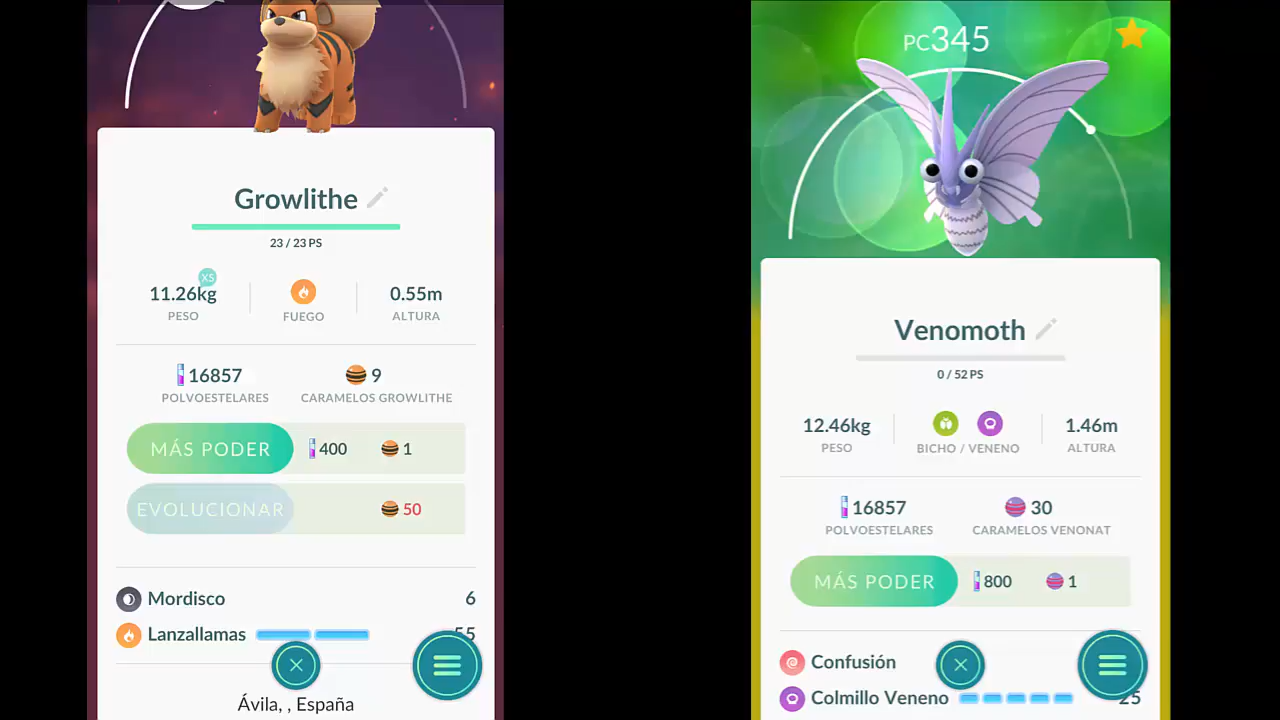 Growlithe
23 / 23 PS
XS
11.26kg
PESO
FUEGO
0.55m
ALTURA
16857
POLVOESTELARES
9
CARAMELOS GROWLITHE
MÁS PODER 400 1
EVOLUCIONAR 50
Mordisco 6
Lanzallamas 55
Ávila, , España
PC345
Venomoth
0 / 52 PS
12.46kg
PESO
BICHO / VENENO
1.46m
ALTURA
16857
POLVOESTELARES
30
CARAMELOS VENONAT
MÁS PODER 800 1
Confusión
Colmillo Veneno 25